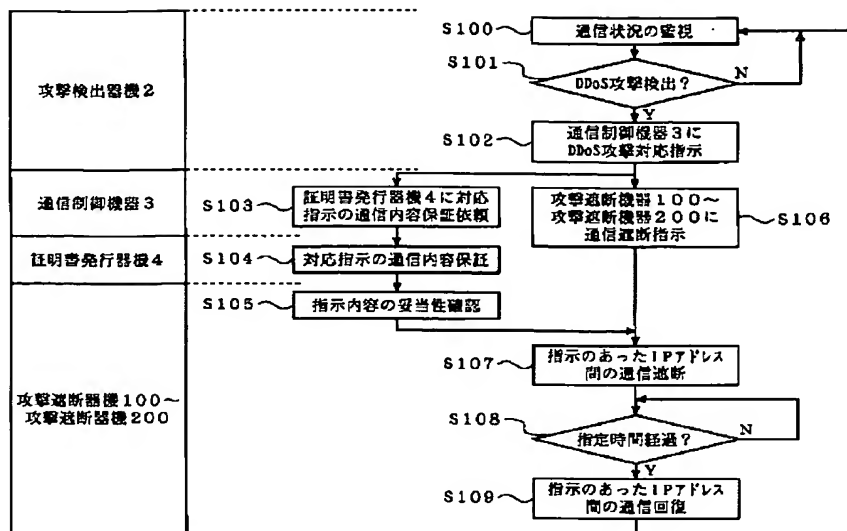 攻撃検出器機2
通信制御機器3
証明書発行器機4
攻撃遮断器機100～
攻撃遮断器機200
S100
通信状況の監視
S101
DDoS攻撃検出？
N
Y
S102
通信制御機器3に
DDoS攻撃対応指示
S103
証明書発行器機4に対応
指示の通信内容保証依頼
S104
対応指示の通信内容保証
S105
指示内容の妥当性確認
攻撃遮断機器100～
攻撃遮断機器200に
通信遮断指示
S106
S107
指示のあったIPアドレス
間の通信遮断
S108
指定時間経過？
N
Y
S109
指示のあったIPアドレス
間の通信回復